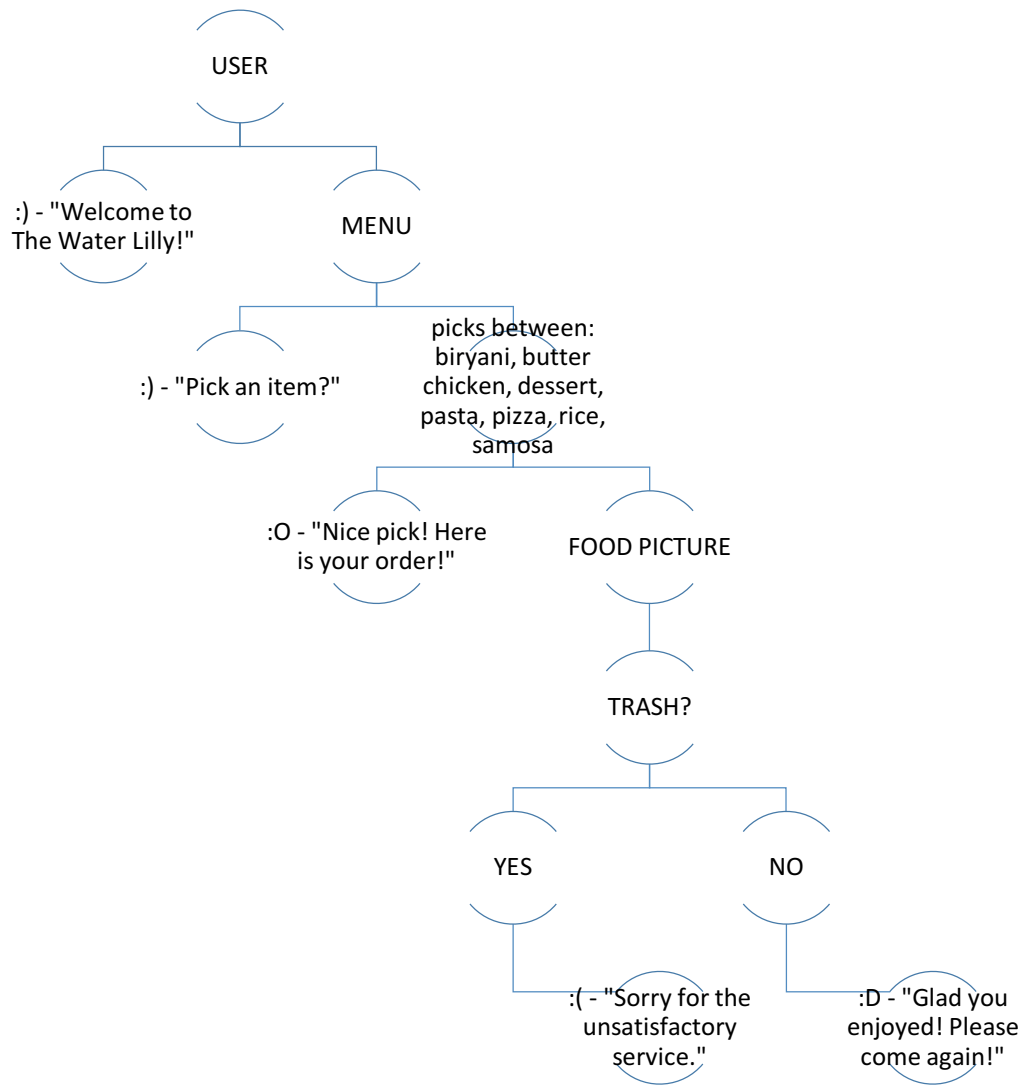 USER
:) - "Welcome to
The Water Lilly!"
MENU
:) - "Pick an item?"
picks between:
biryani, butter
chicken, dessert,
pasta, pizza, rice,
samosa
:O - "Nice pick! Here
is your order!"
FOOD PICTURE
TRASH?
YES
NO
:( - "Sorry for the
unsatisfactory
service."
:D - "Glad you
enjoyed! Please
come again!"